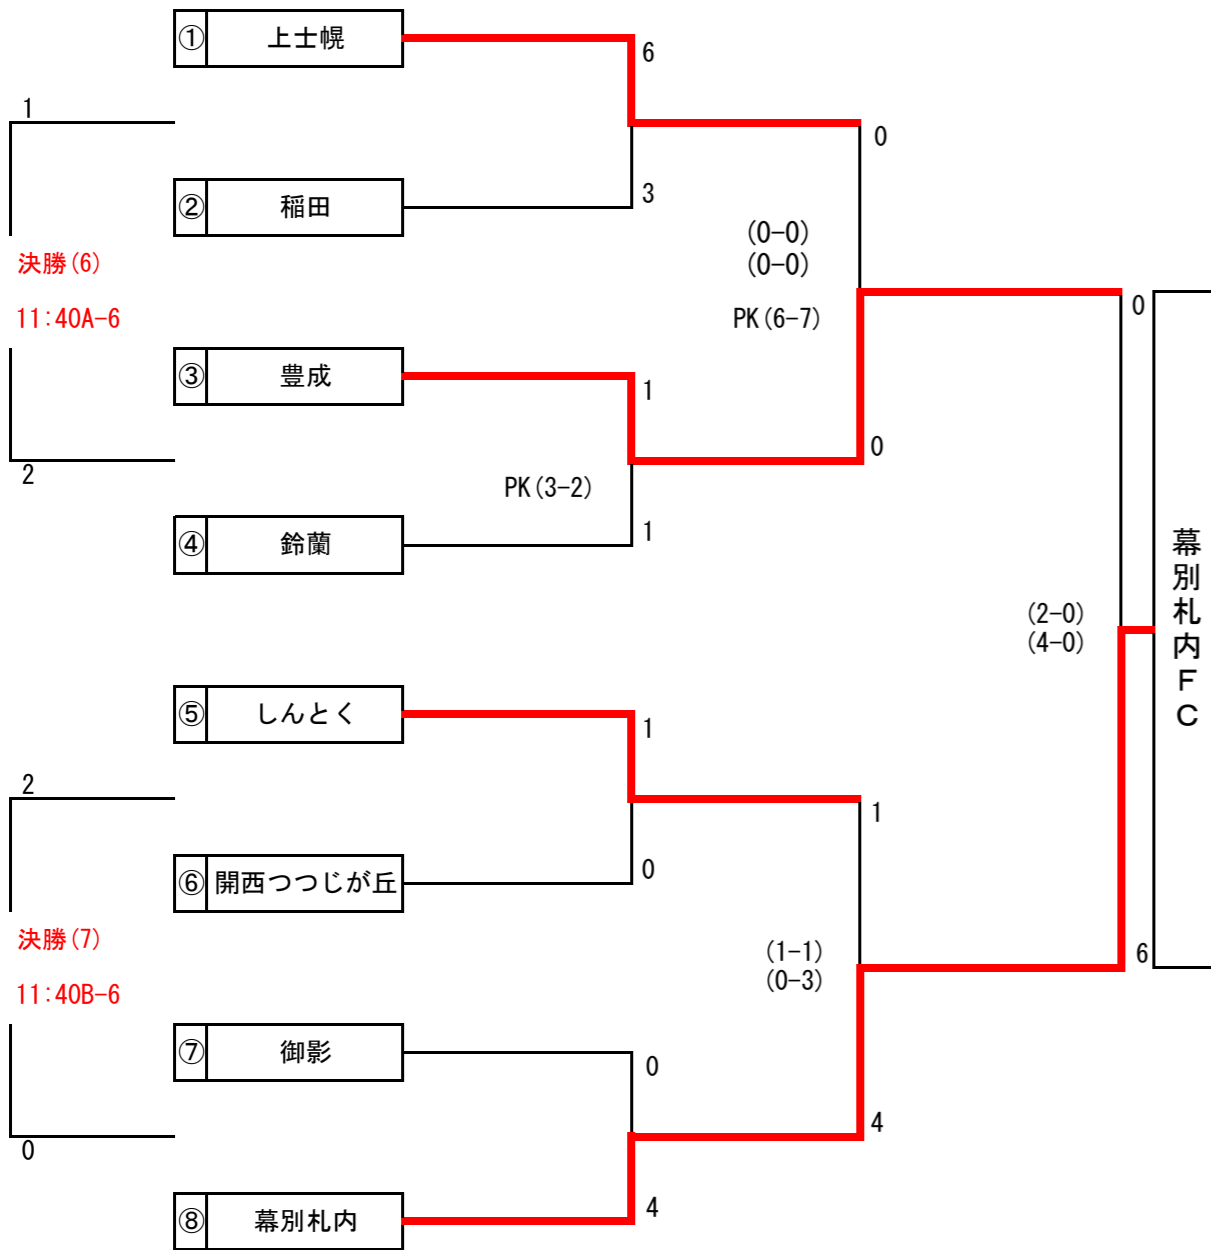 ① 上士幌
6
1
0
② 稲田
3
(0-0)
(0-0)
決勝(6)
11:40A-6
PK(6-7)
0
③ 豊成
1
0
2
PK(3-2)
④ 鈴蘭
1
幕別札内FC
(2-0)
(4-0)
⑤ しんとく
1
2
1
⑥ 開西つつじが丘
0
決勝(7)
11:40B-6
(1-1)
(0-3)
6
⑦ 御影
0
4
0
⑧ 幕別札内
4